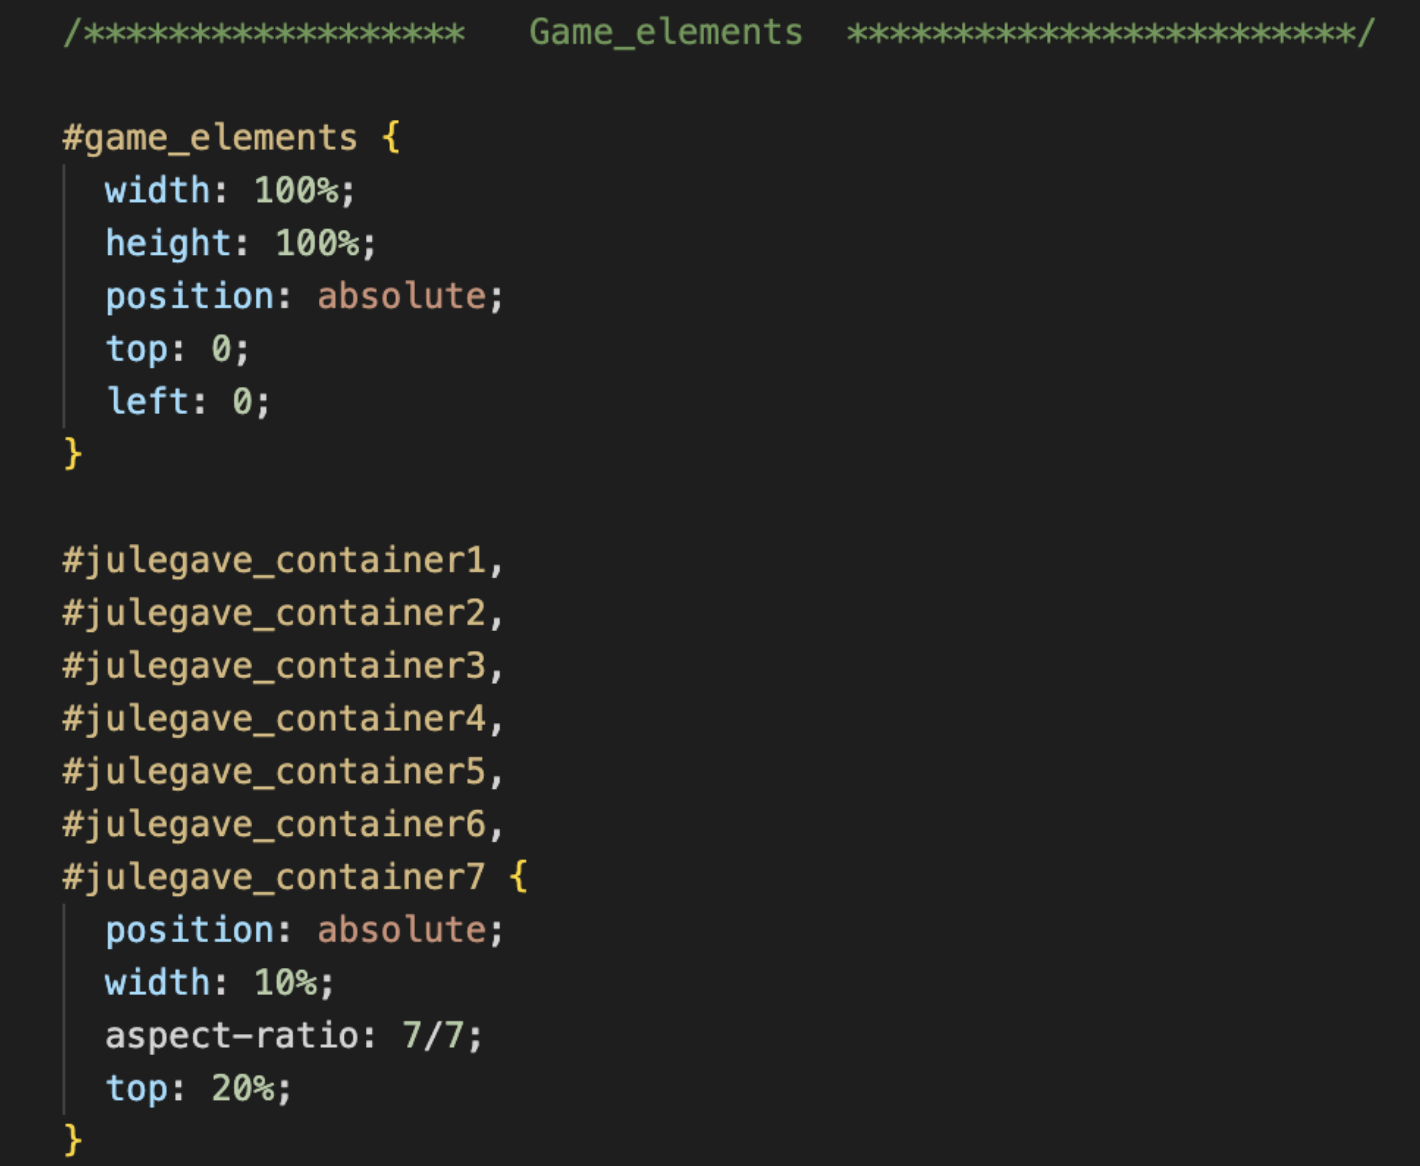 /******************   Game_elements  ************************/
#game_elements {
width: 100%;
height: 100%;
position: absolute;
top: 0;
left: 0;
}
#julegave_container1,
#julegave_container2,
#julegave_container3,
#julegave_container4,
#julegave_container5,
#julegave_container6,
#julegave_container7 {
position: absolute;
width: 10%;
aspect-ratio: 7/7;
top: 20%;
}